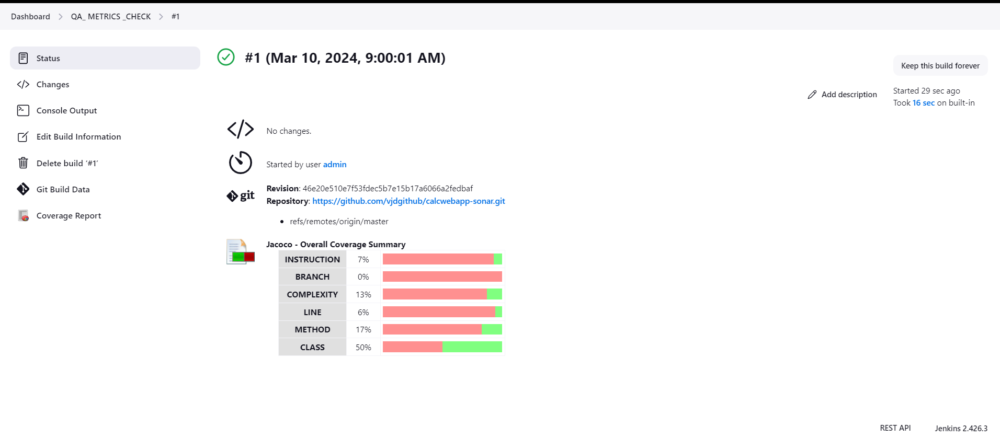 Dashboard > QA_ METRICS _CHECK > #1
Status
Changes
Console Output
Edit Build Information
Delete build ‘#1’
Git Build Data
Coverage Report
#1 (Mar 10, 2024, 9:00:01 AM)
Keep this build forever
Add description
Started 29 sec ago
Took 16 sec on built-in
No changes.
Started by user admin
git
Revision: 46e20e510e7f53fdec5b7e15b17a6066a2fedbaf
Repository: https://github.com/vjdgithub/calcwebapp-sonar.git
• refs/remotes/origin/master
Jacoco - Overall Coverage Summary
INSTRUCTION 7%
BRANCH 0%
COMPLEXITY 13%
LINE 6%
METHOD 17%
CLASS 50%
REST API Jenkins 2.426.3